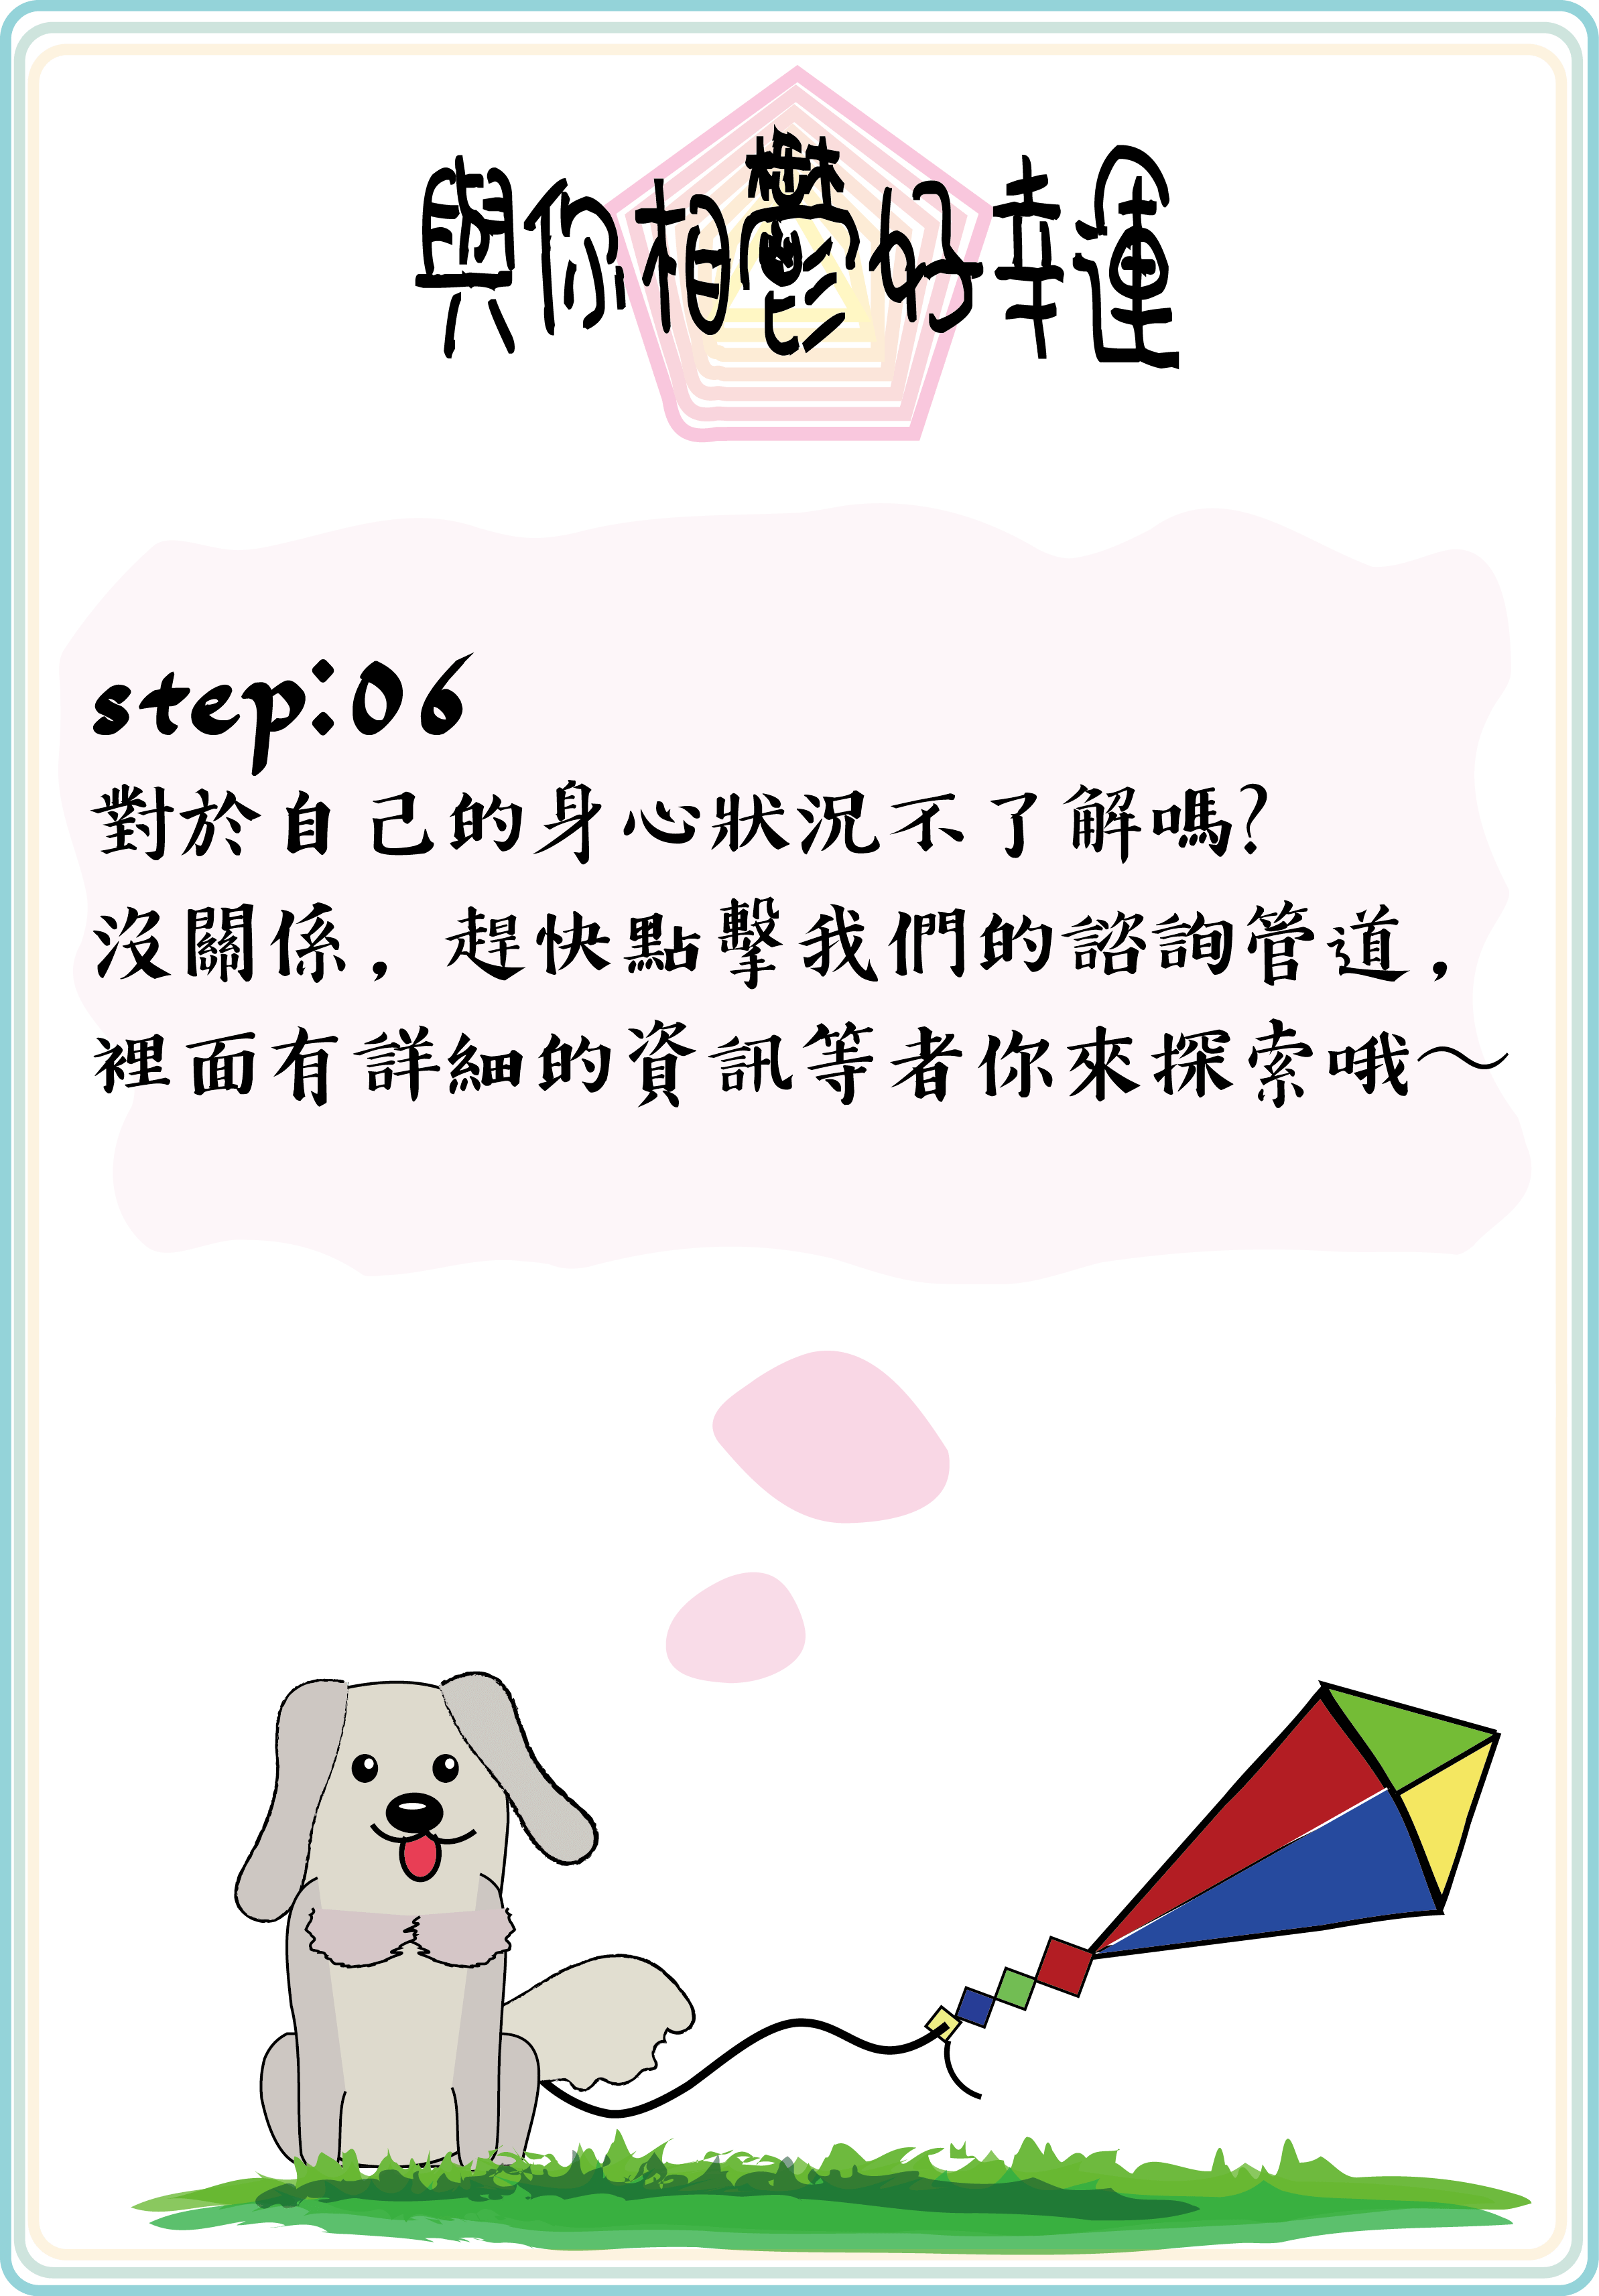 與你相鬱好幸運
step:06
對於自己的身心狀況不了解嗎?
沒關係，趕快點擊我們的諮詢管道，
裡面有詳細的資訊等者你來探索哦～